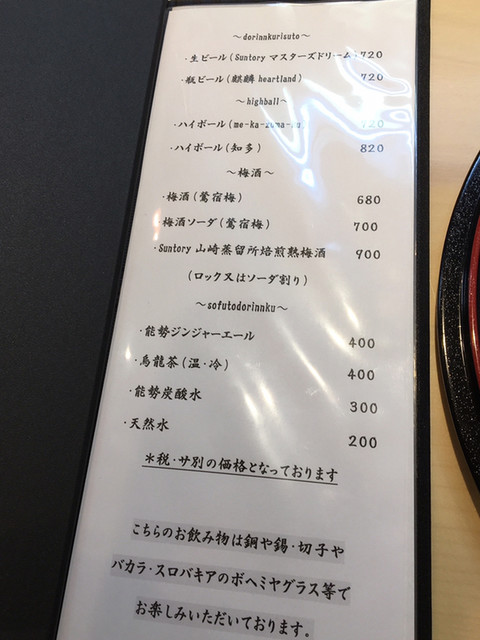 ～dorinnkurisuto～
・生ビール(Suntory マスターズドリーム) 720
・瓶ビール(麒麟 heartland) 720
～highball～
・ハイボール(me-ka-zuma-ku) 720
・ハイボール(知多) 820
～梅酒～
・梅酒(鶯宿梅) 680
・梅酒ソーダ(鶯宿梅) 700
・Suntory 山崎蒸留所焙煎熟梅酒 900
(ロック又はソーダ割り)
～sofutodorinnku～
・能勢ジンジャーエール 400
・烏龍茶(温・冷) 400
・能勢炭酸水 300
・天然水 200
＊税・サ別の価格となっております
こちらのお飲み物は銅や錫・切子や
バカラ・スロバキアのボヘミヤグラス等で
お楽しみいただいております。